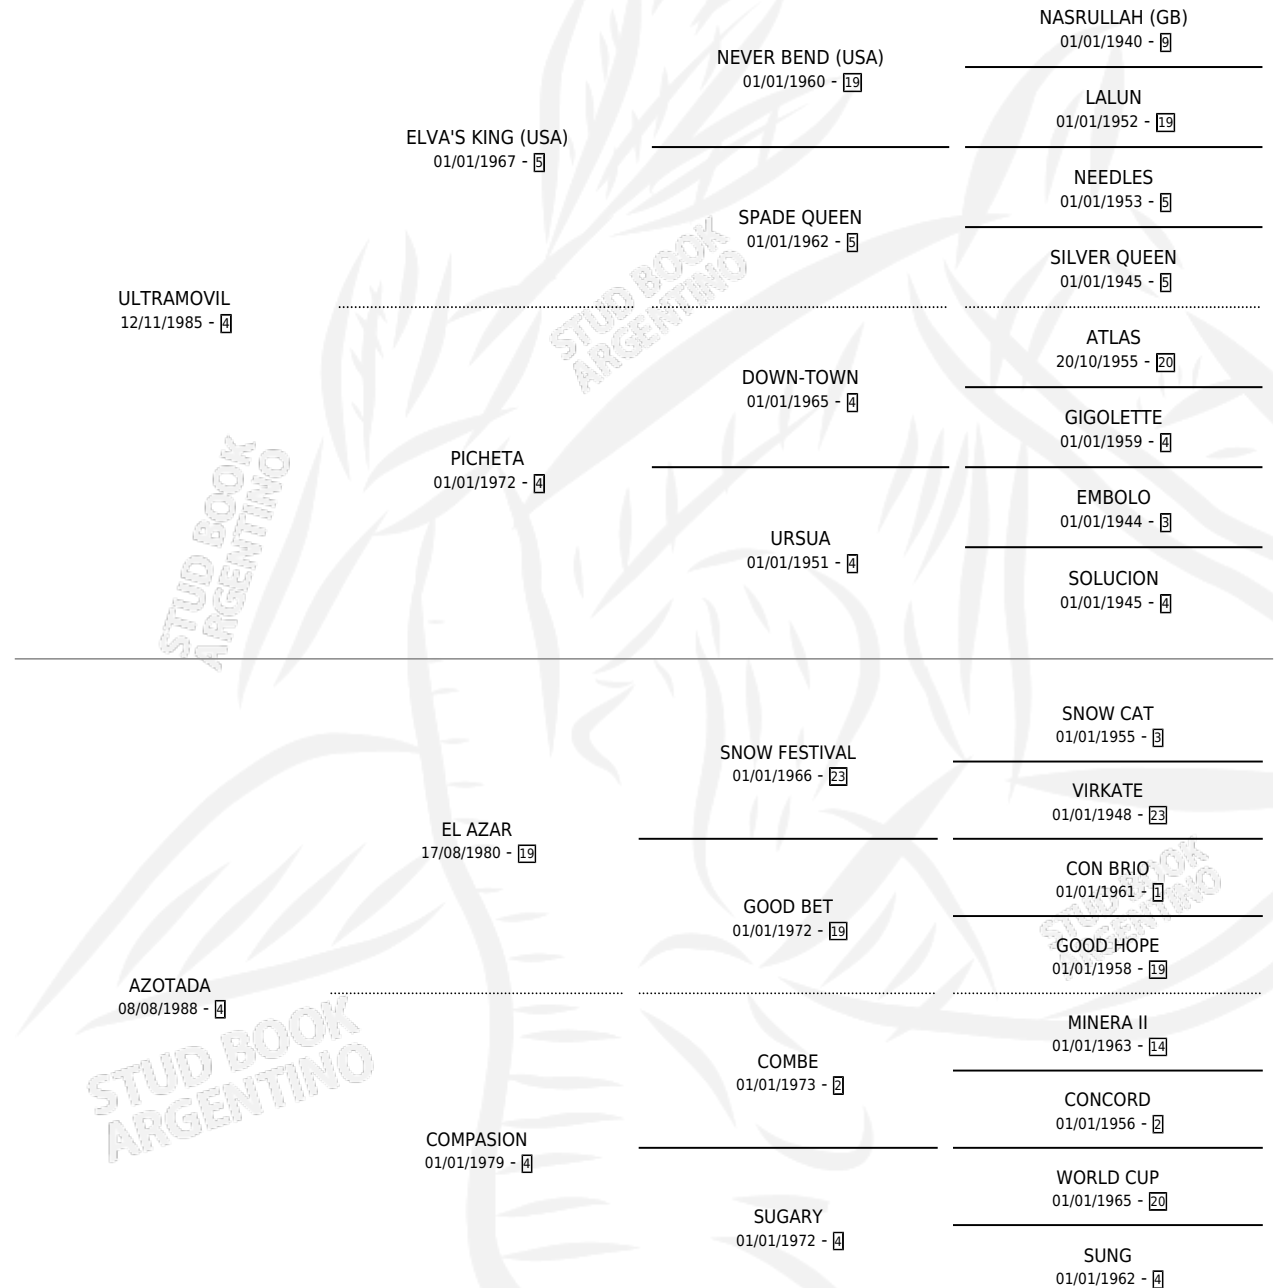 NASRULLAH (GB)
01/01/1940 - 9
NEVER BEND (USA)
01/01/1960 - 19
LALUN
01/01/1952 - 19
ELVA'S KING (USA)
01/01/1967 - 5
NEEDLES
01/01/1953 - 5
SPADE QUEEN
01/01/1962 - 5
SILVER QUEEN
01/01/1945 - 5
ULTRAMOVIL
12/11/1985 - 4
ATLAS
20/10/1955 - 20
DOWN-TOWN
01/01/1965 - 4
GIGOLETTE
01/01/1959 - 4
PICHETA
01/01/1972 - 4
EMBOLO
01/01/1944 - 3
URSUA
01/01/1951 - 4
SOLUCION
01/01/1945 - 4
STUD BOOK
ARGENTINO
STUD BOOK
ARGENTINO
SNOW CAT
01/01/1955 - 3
SNOW FESTIVAL
01/01/1966 - 23
VIRKATE
01/01/1948 - 23
EL AZAR
17/08/1980 - 19
CON BRIO
01/01/1961 - 1
GOOD BET
01/01/1972 - 19
GOOD HOPE
01/01/1958 - 19
AZOTADA
08/08/1988 - 4
MINERA II
01/01/1963 - 14
COMBE
01/01/1973 - 2
CONCORD
01/01/1956 - 2
COMPASION
01/01/1979 - 4
WORLD CUP
01/01/1965 - 20
SUGARY
01/01/1972 - 4
SUNG
01/01/1962 - 4
STUD BOOK
ARGENTINO
STUD BOOK
ARGENTINO